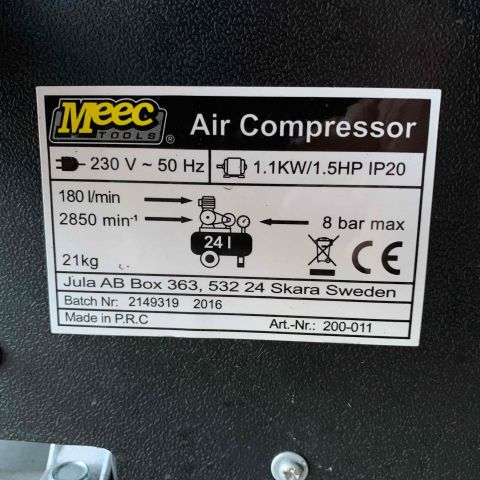 Meec TOOLS ® Air Compressor
230 V ~ 50 Hz 1.1KW/1.5HP IP20
180 l/min
2850 min⁻¹ 8 bar max
24 l
21kg CE
Jula AB Box 363, 532 24 Skara Sweden
Batch Nr: 2149319 2016
Made in P.R.C Art.-Nr.: 200-011